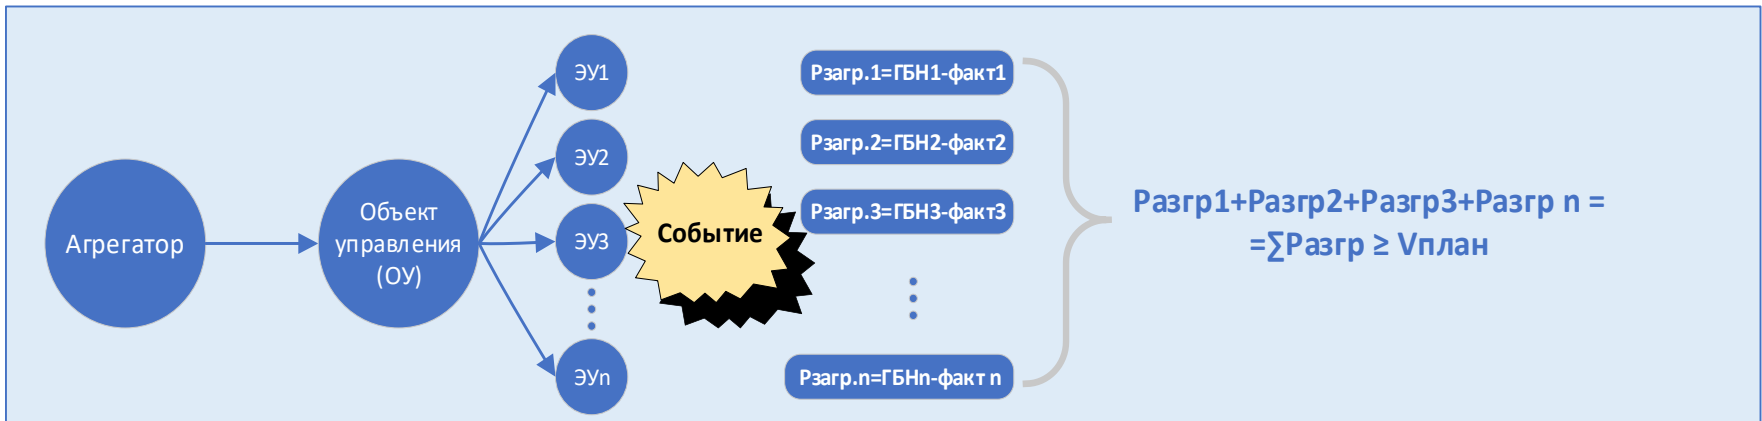 Агрегатор
Объект
управления
(ОУ)
ЭУ1
ЭУ2
ЭУ3
ЭУn
Событие
Рзагр.1=ГБН1-факт1
Рзагр.2=ГБН2-факт2
Рзагр.3=ГБН3-факт3
Рзагр.n=ГБНn-факт n
Разгр1+Разгр2+Разгр3+Разгр n =
=∑Разгр ≥ Vплан